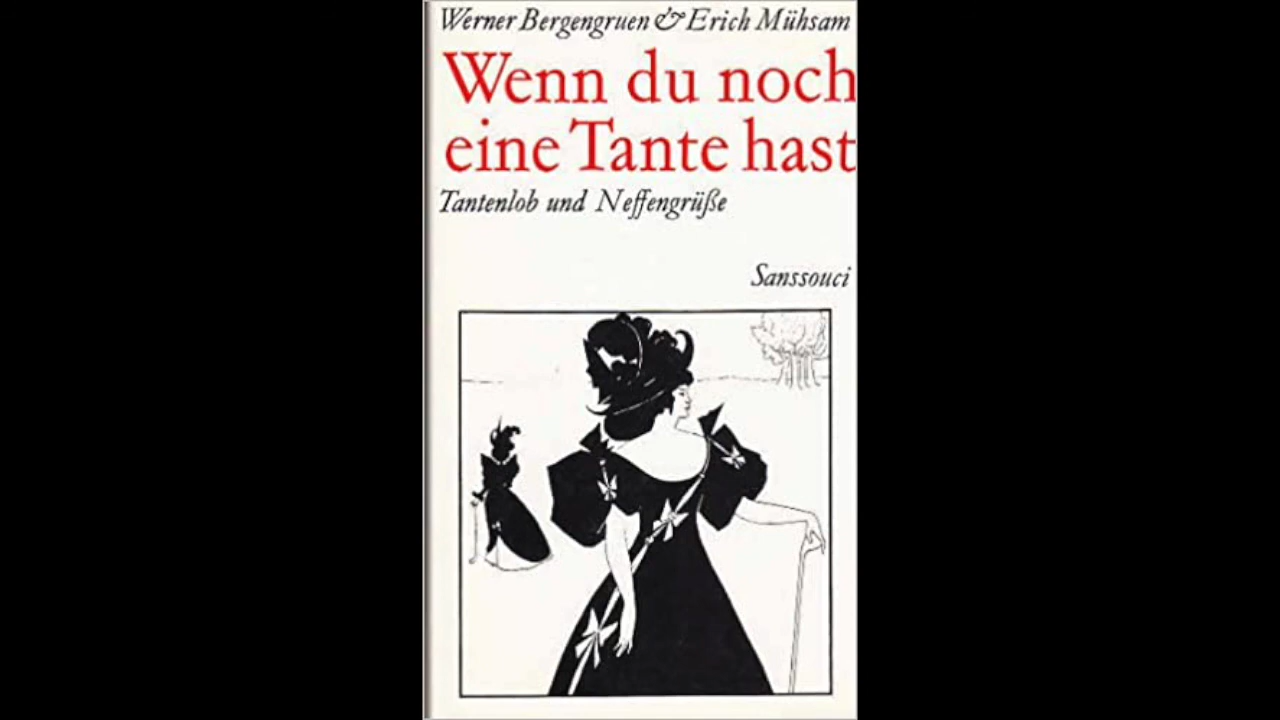 Werner Bergengruen & Erich Mühsam
Wenn du noch
eine Tante hast
Tantenlob und Neffengrüße
Sanssouci